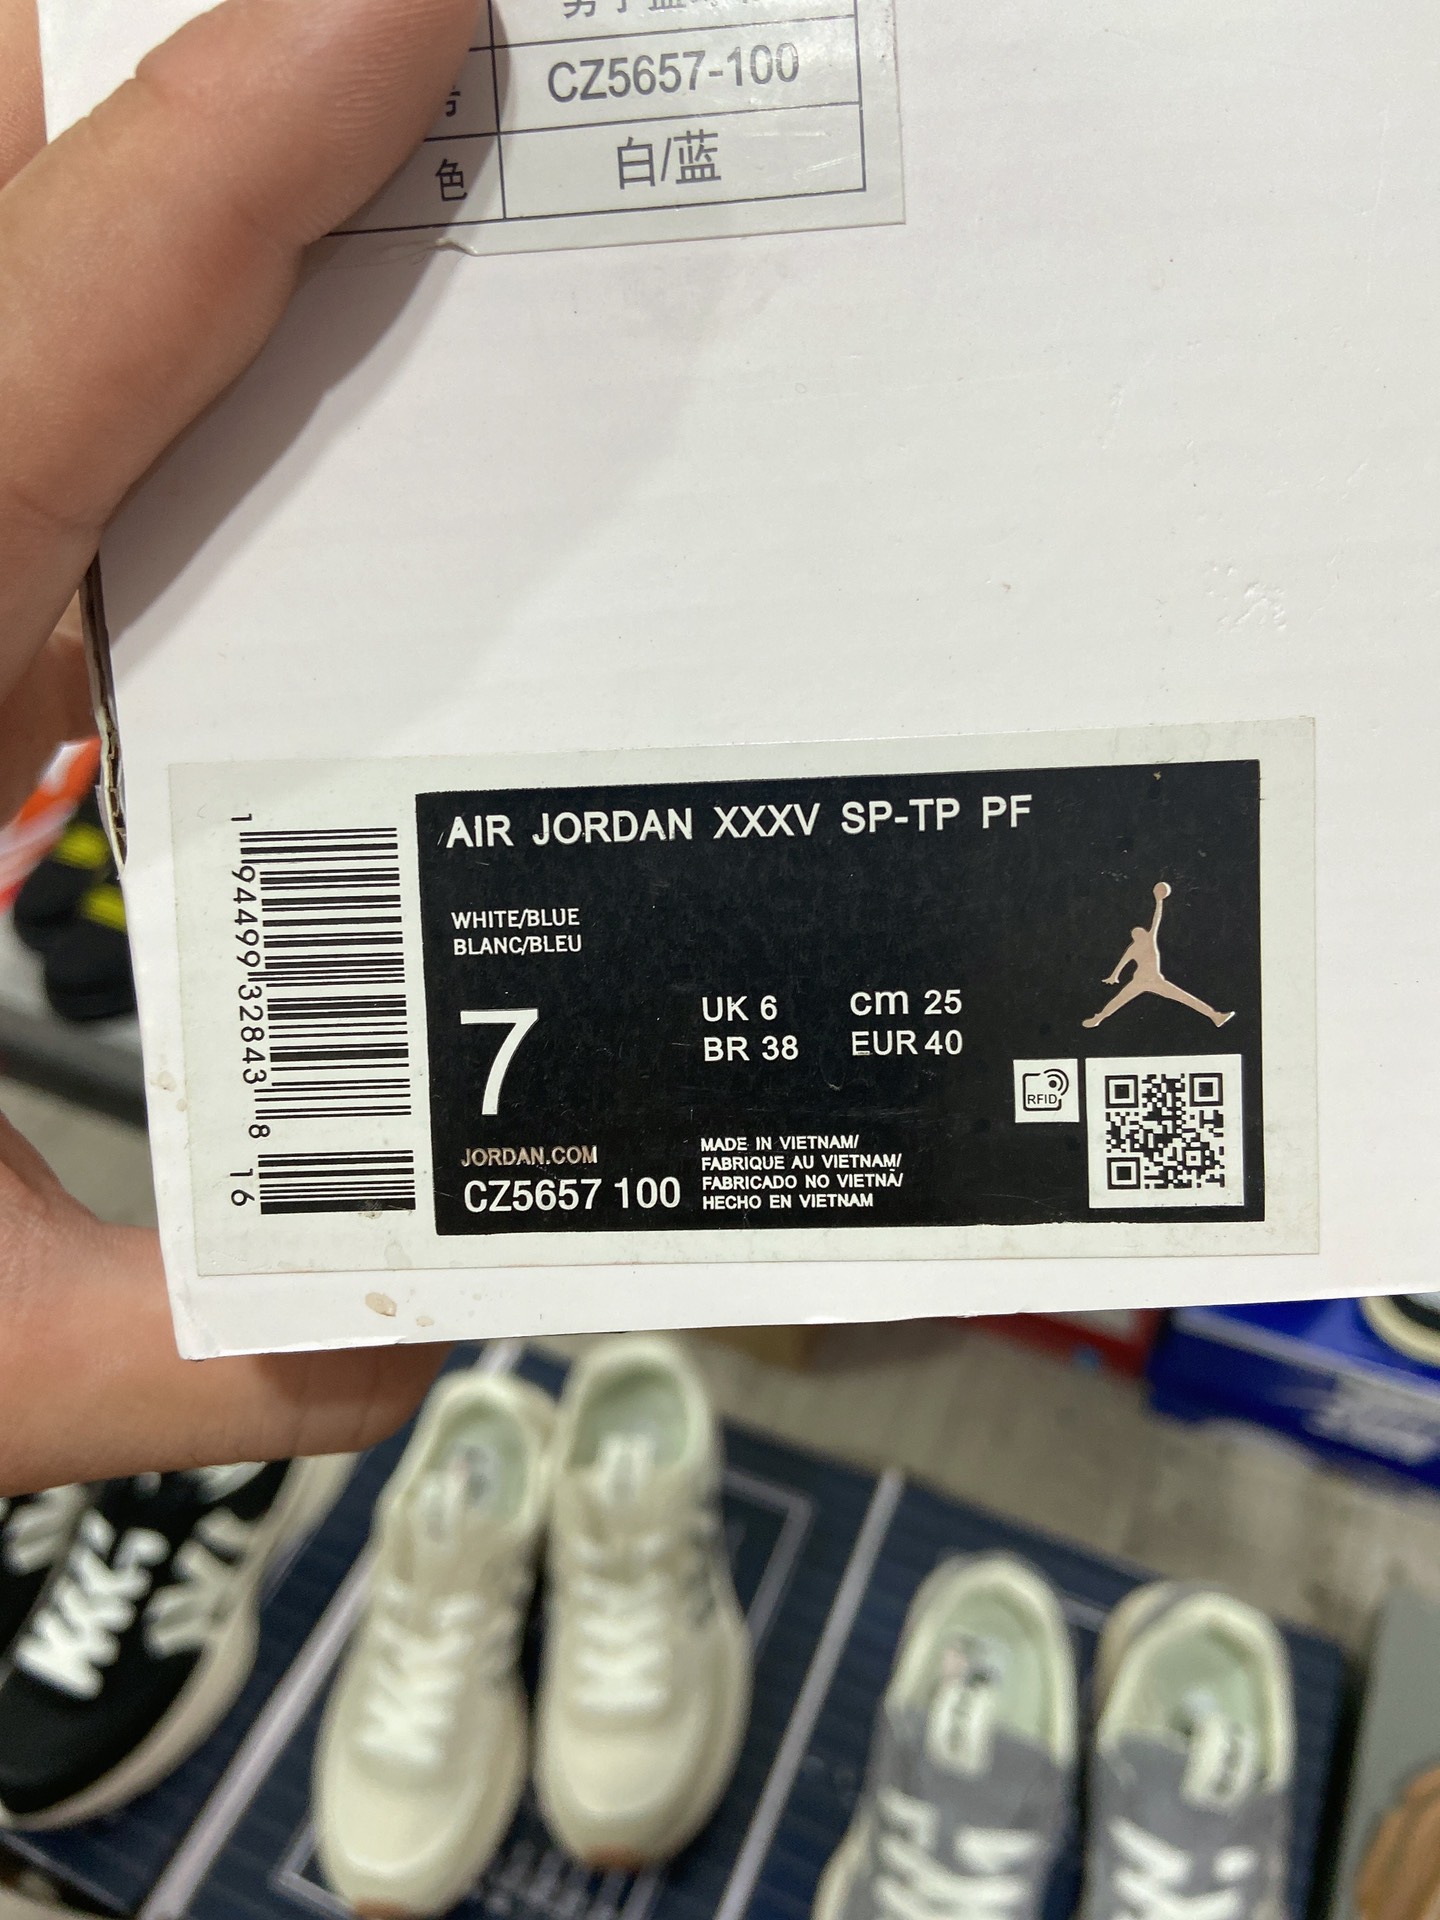 CZ5657-100
色 白/蓝
AIR JORDAN XXXV SP-TP PF
WHITE/BLUE
BLANC/BLEU
7
UK 6 cm 25
BR 38 EUR 40
RFID
JORDAN.COM
CZ5657 100
MADE IN VIETNAM/
FABRIQUE AU VIETNAM/
FABRICADO NO VIETNÃ/
HECHO EN VIETNAM
1 94499 32843 8 16